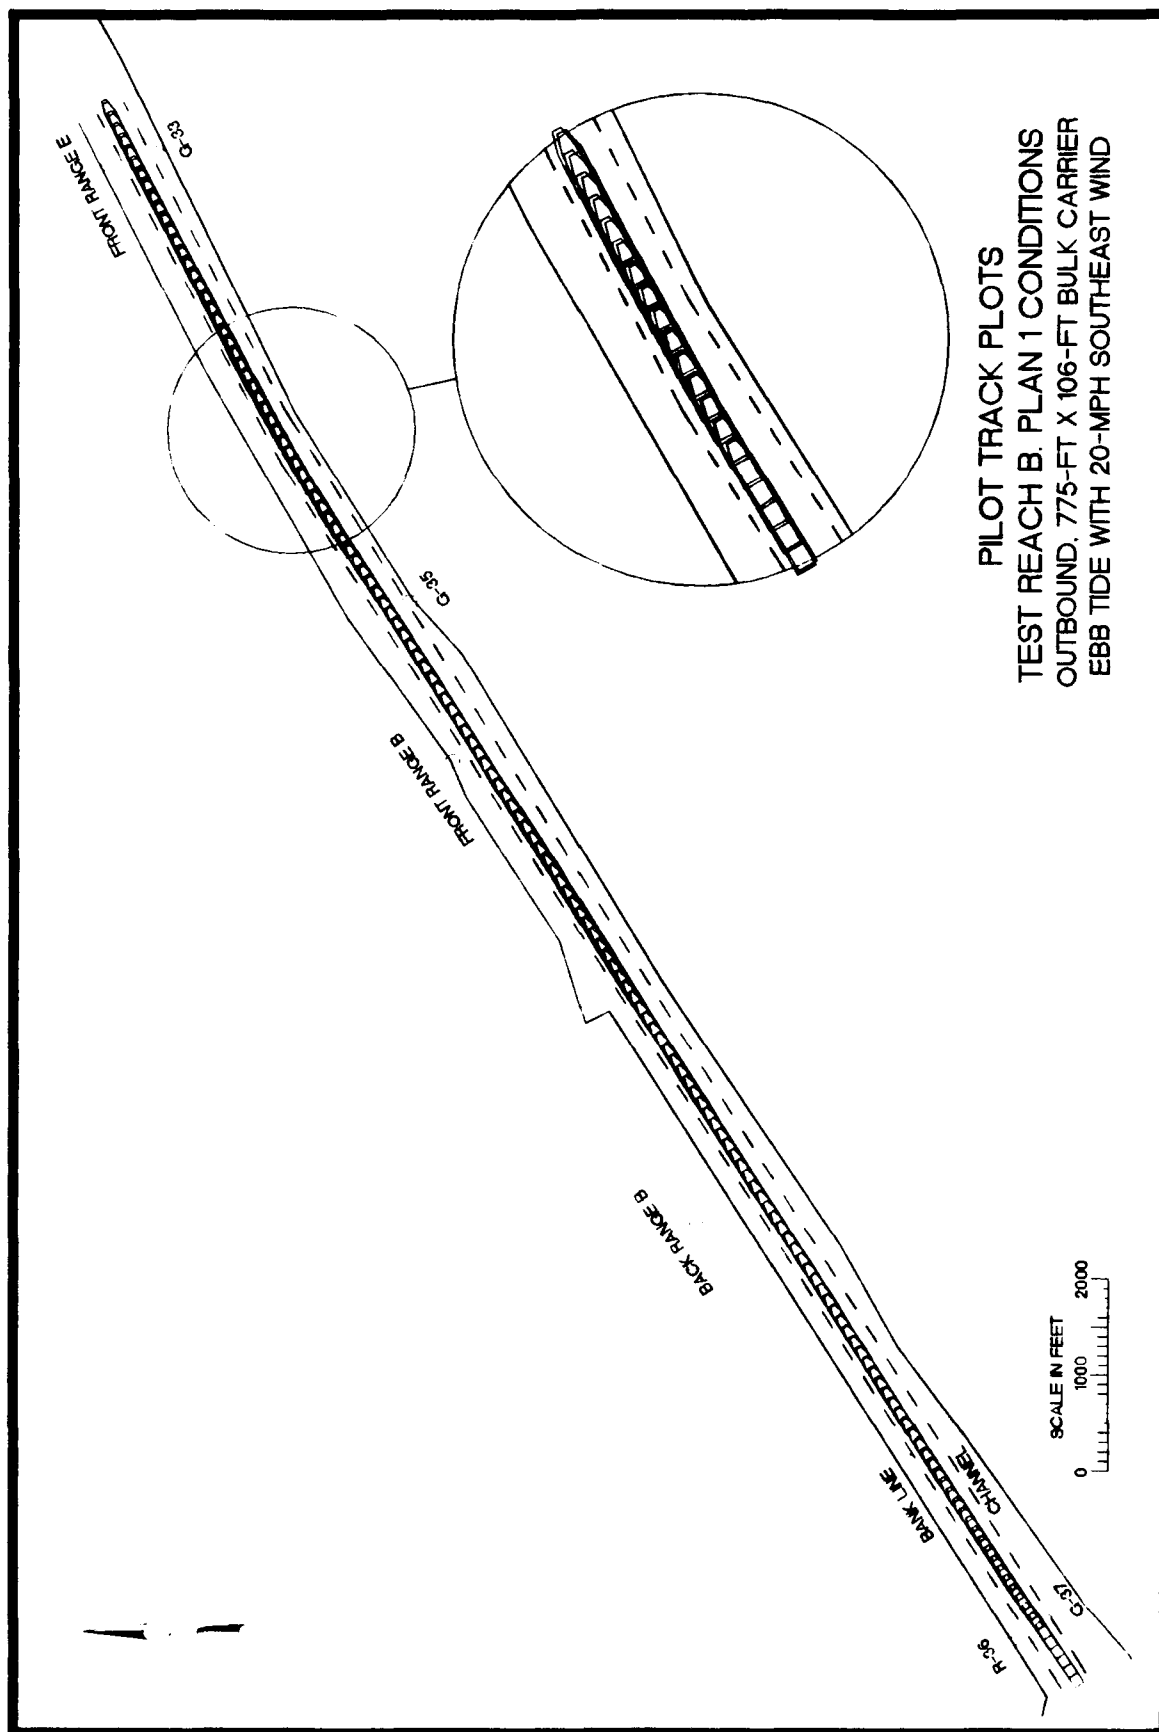 FRONT RANGE E
G-33
G-35
FRONT RANGE B
BACK RANGE B
BANK LINE
CHANNEL
R-36
G-37
SCALE IN FEET
0 1000 2000
PILOT TRACK PLOTS
TEST REACH B. PLAN 1 CONDITIONS
OUTBOUND, 775-FT X 106-FT BULK CARRIER
EBB TIDE WITH 20-MPH SOUTHEAST WIND